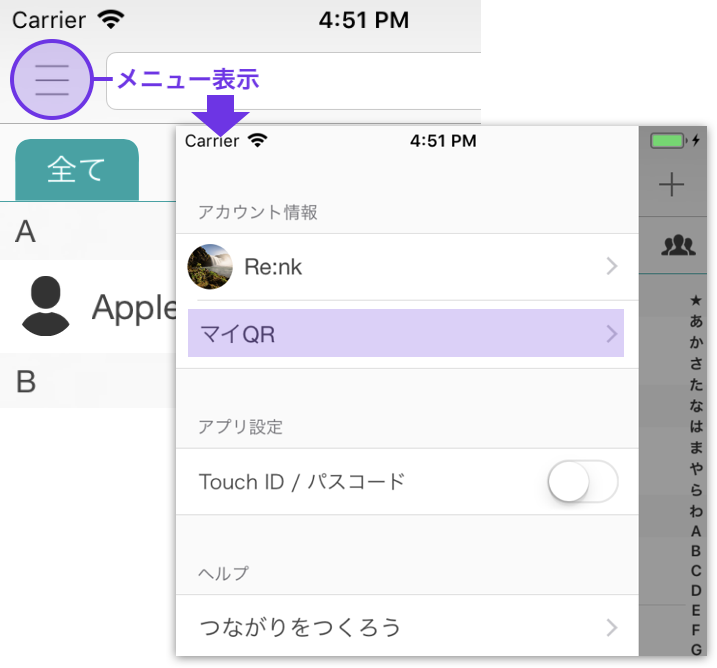 Carrier 4:51 PM
メニュー表示
全て
A
Apple
B
Carrier 4:51 PM
アカウント情報
Re:nk
マイQR
アプリ設定
Touch ID / パスコード
ヘルプ
つながりをつくろう
★
あ
か
さ
た
な
は
ま
や
ら
わ
A
B
C
D
E
F
G